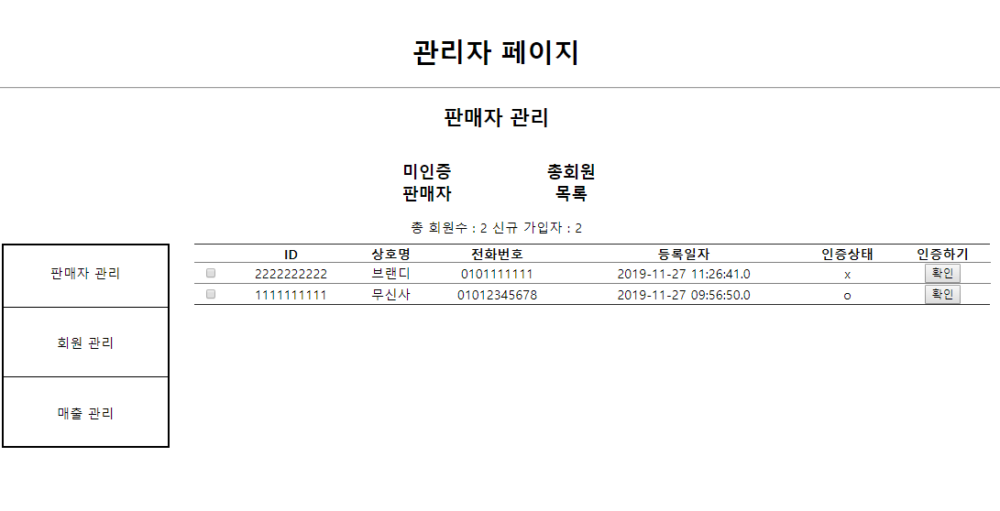 관리자 페이지
판매자 관리
미인증 총회원
판매자 목록
총 회원수 : 2 신규 가입자 : 2
판매자 관리
회원 관리
매출 관리
ID 상호명 전화번호 등록일자 인증상태 인증하기
2222222222 브랜디 0101111111 2019-11-27 11:26:41.0 x 확인
1111111111 무신사 01012345678 2019-11-27 09:56:50.0 o 확인